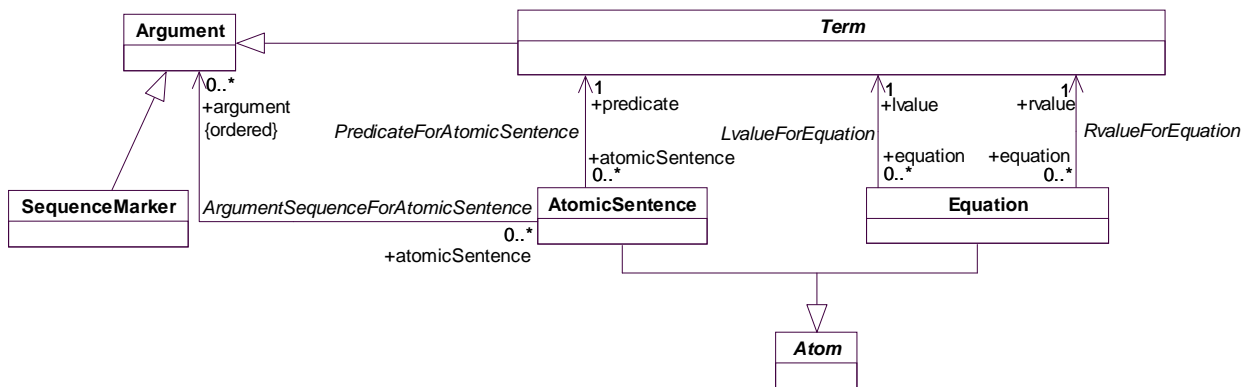 Argument
Term
0..*
+argument
{ordered}
1
+predicate
1
+lvalue
1
+rvalue
PredicateForAtomicSentence
LvalueForEquation
RvalueForEquation
+atomicSentence
0..*
+equation
0..*
+equation
0..*
SequenceMarker
ArgumentSequenceForAtomicSentence
AtomicSentence
Equation
0..*
+atomicSentence
Atom